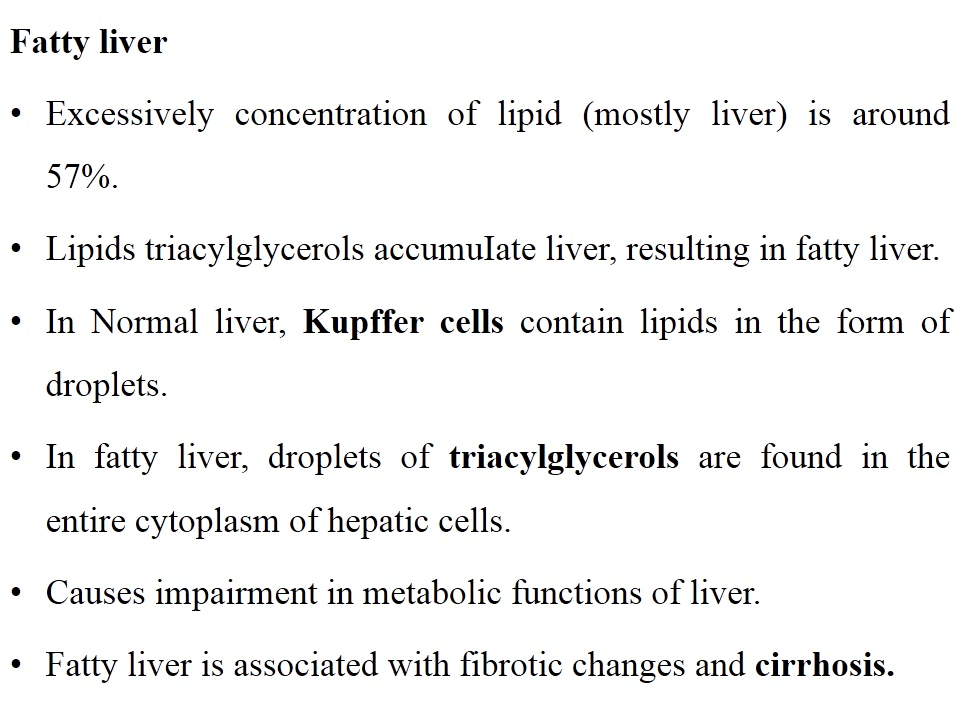 Fatty liver
• Excessively concentration of lipid (mostly liver) is around
57%.
• Lipids triacylglycerols accumuIate liver, resulting in fatty liver.
• In Normal liver, Kupffer cells contain lipids in the form of
droplets.
• In fatty liver, droplets of triacylglycerols are found in the
entire cytoplasm of hepatic cells.
• Causes impairment in metabolic functions of liver.
• Fatty liver is associated with fibrotic changes and cirrhosis.